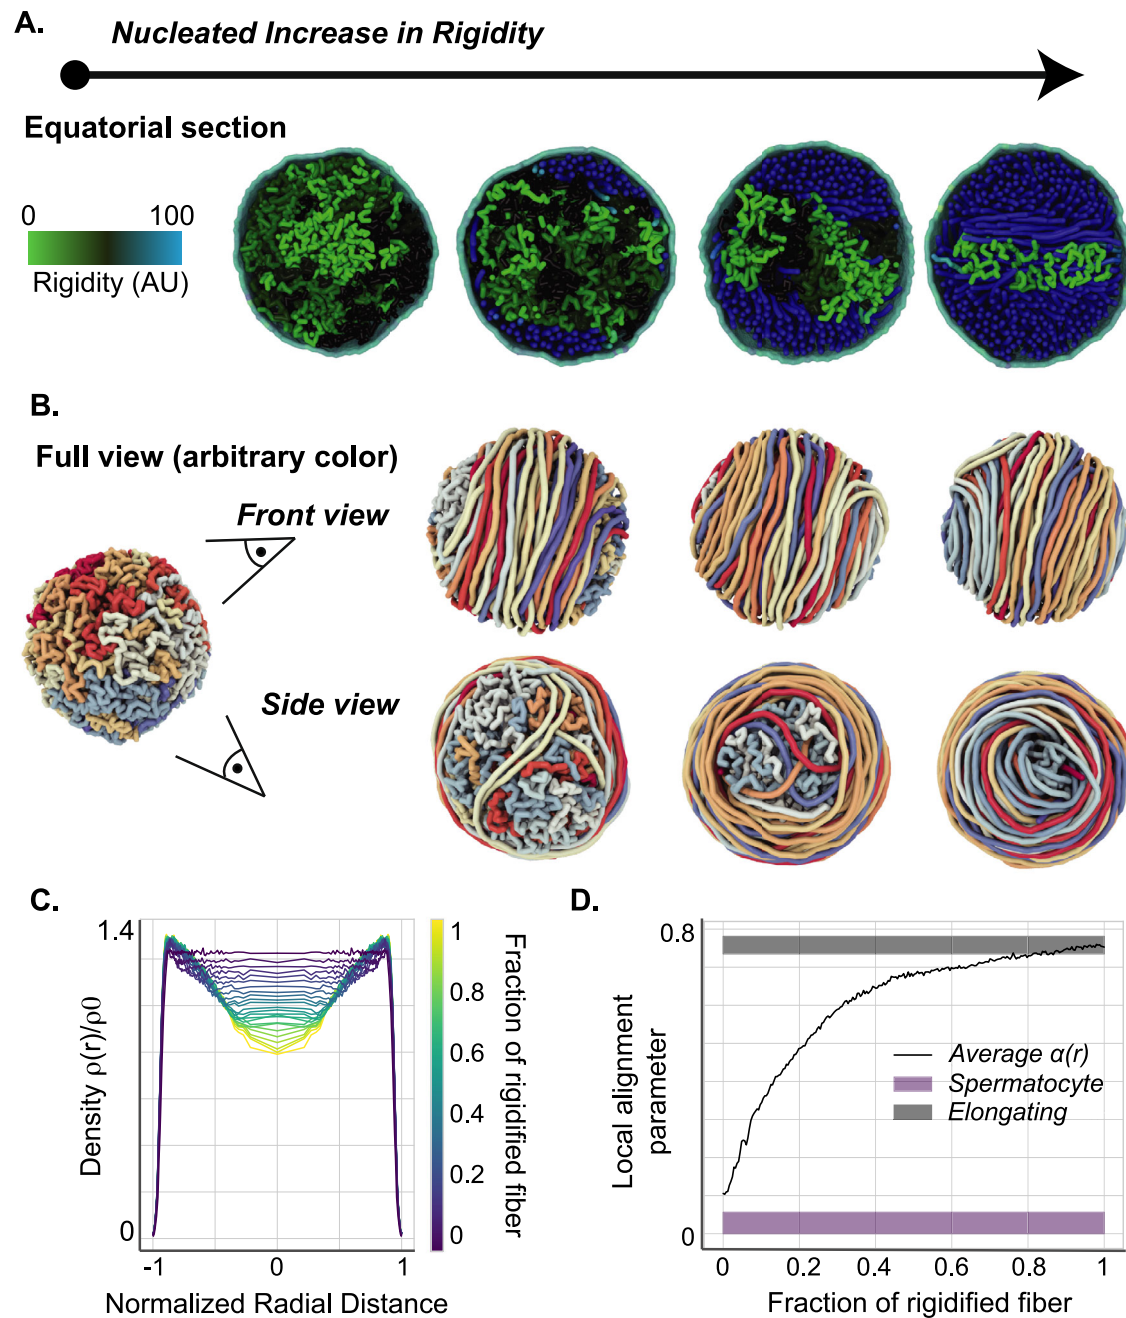 A.
Nucleated Increase in Rigidity
Equatorial section
0 100
Rigidity (AU)
B.
Full view (arbitrary color)
Front view
Side view
C.
1.4
0
Density ρ(r)/ρ0
-1 0 1
Normalized Radial Distance
1
0.8
0.6
0.4
0.2
0
Fraction of rigidified fiber
D.
0.8
0
Local alignment
parameter
Average α(r)
Spermatocyte
Elongating
0 0.2 0.4 0.6 0.8 1
Fraction of rigidified fiber